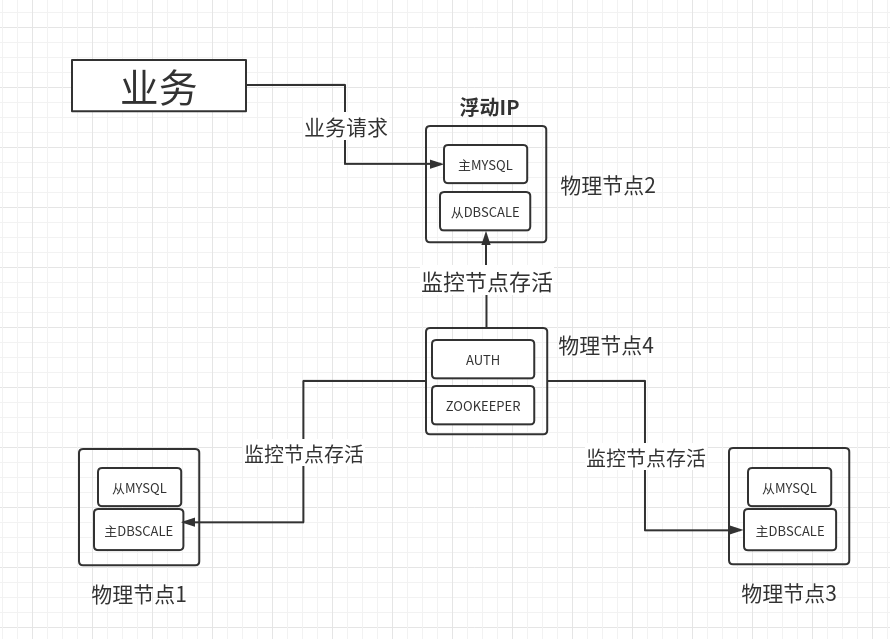 业务
浮动IP
业务请求
主MYSQL
物理节点2
从DBSCALE
监控节点存活
物理节点4
AUTH
ZOOKEEPER
监控节点存活
监控节点存活
从MYSQL
主DBSCALE
物理节点1
从MYSQL
主DBSCALE
物理节点3